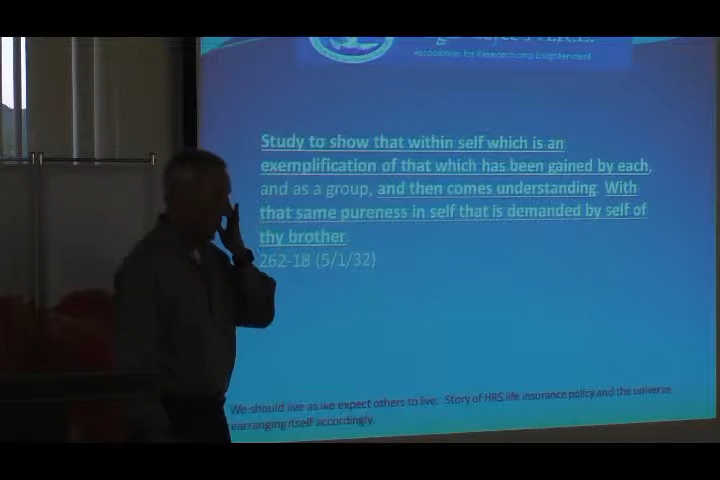 Association for Research and Enlightenment
Study to show that within self which is an
exemplification of that which has been gained by each,
and as a group, and then comes understanding. With
that same pureness in self that is demanded by self of
thy brother.
262-18 (5/1/32)
We should live as we expect others to live. Story of HRS life insurance policy and the universe
rearranging itself accordingly.